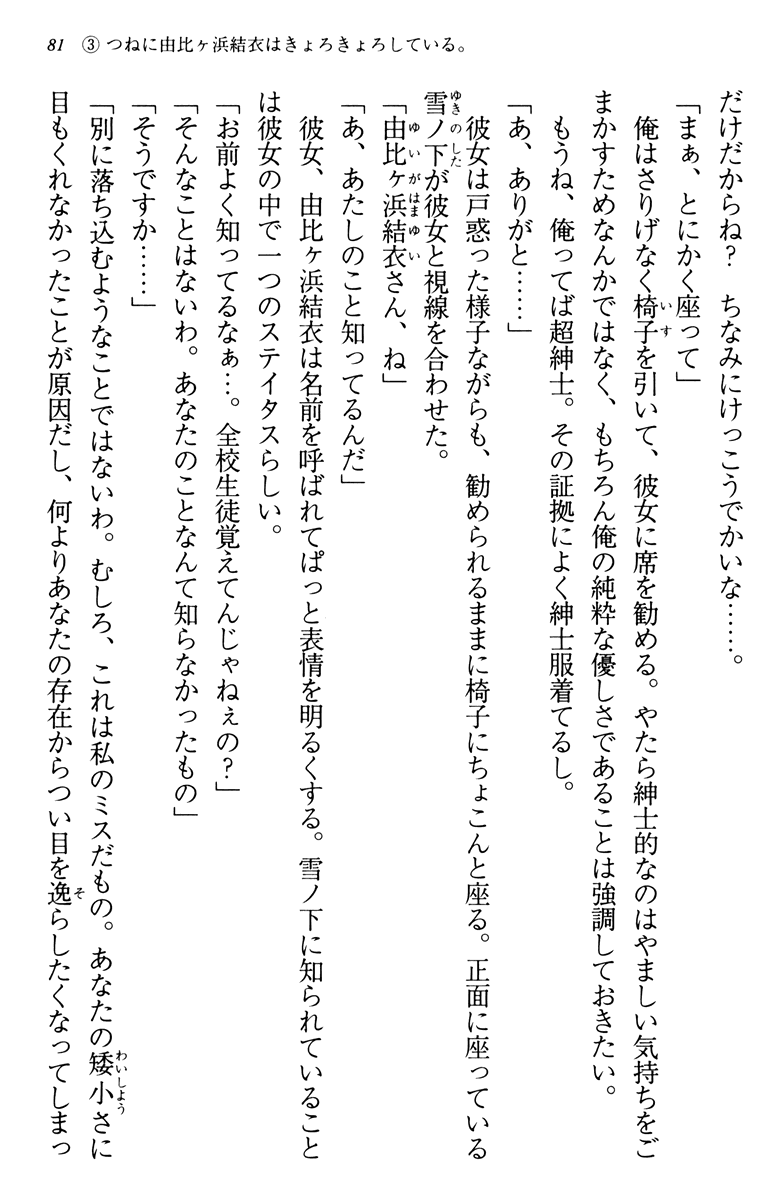 81　③ つねに由比ヶ浜結衣はきょろきょろしている。
だけだからね？　ちなみにけっこうでかいな……。
「まぁ、とにかく座って」
　俺はさりげなく椅子を引いて、彼女に席を勧める。やたら紳士的なのはやましい気持ちをご
まかすためなんかではなく、もちろん俺の純粋な優しさであることは強調しておきたい。
　もうね、俺ってば超紳士。その証拠によく紳士服着てるし。
「あ、ありがと……」
　彼女は戸惑った様子ながらも、勧められるままに椅子にちょこんと座る。正面に座っている
雪ノ下が彼女と視線を合わせた。
「由比ヶ浜結衣さん、ね」
「あ、あたしのこと知ってるんだ」
　彼女、由比ヶ浜結衣は名前を呼ばれてぱっと表情を明るくする。雪ノ下に知られていること
は彼女の中で一つのステイタスらしい。
「お前よく知ってるなぁ…。全校生徒覚えてんじゃねぇの？」
「そんなことはないわ。あなたのことなんて知らなかったもの」
「そうですか……」
「別に落ち込むようなことではないわ。むしろ、これは私のミスだもの。あなたの矮小さに
目もくれなかったことが原因だし、何よりあなたの存在からつい目を逸らしたくなってしまっ